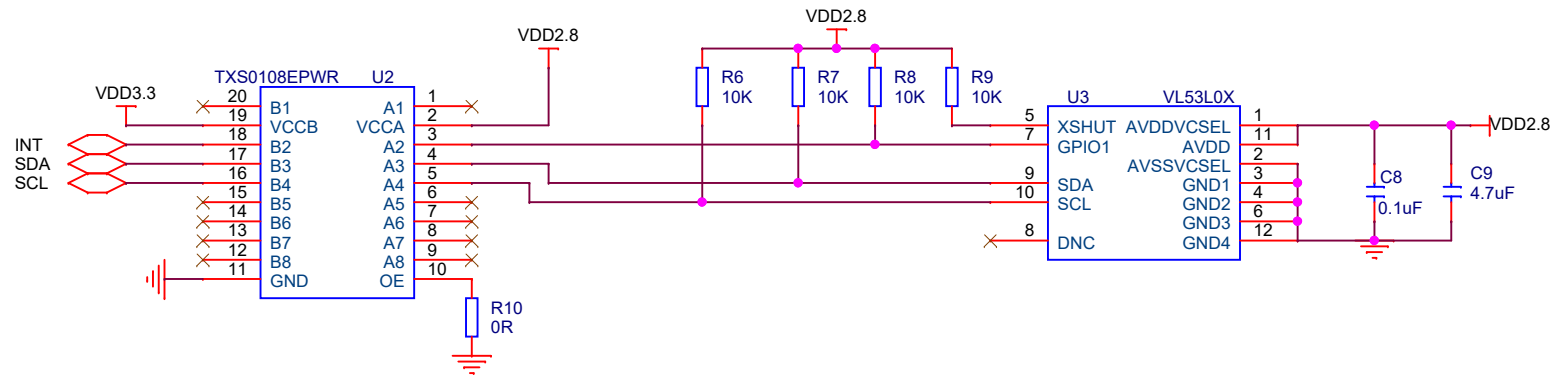 VDD2.8
VDD2.8
TXS0108EPWR U2
VDD3.3
20 B1 A1 1
19 VCCB VCCA 2
INT 18 B2 A2 3
SDA 17 B3 A3 4
SCL 16 B4 A4 5
15 B5 A5 6
14 B6 A6 7
13 B7 A7 8
12 B8 A8 9
11 GND OE 10
R10
0R
R6 R7 R8 R9
10K 10K 10K 10K
U3 VL53L0X
5 XSHUT AVDDVCSEL 1
7 GPIO1 AVDD 11
AVSSVCSEL 2
9 SDA GND1 3
10 SCL GND2 4
GND3 6
8 DNC GND4 12
VDD2.8
C8
0.1uF
C9
4.7uF